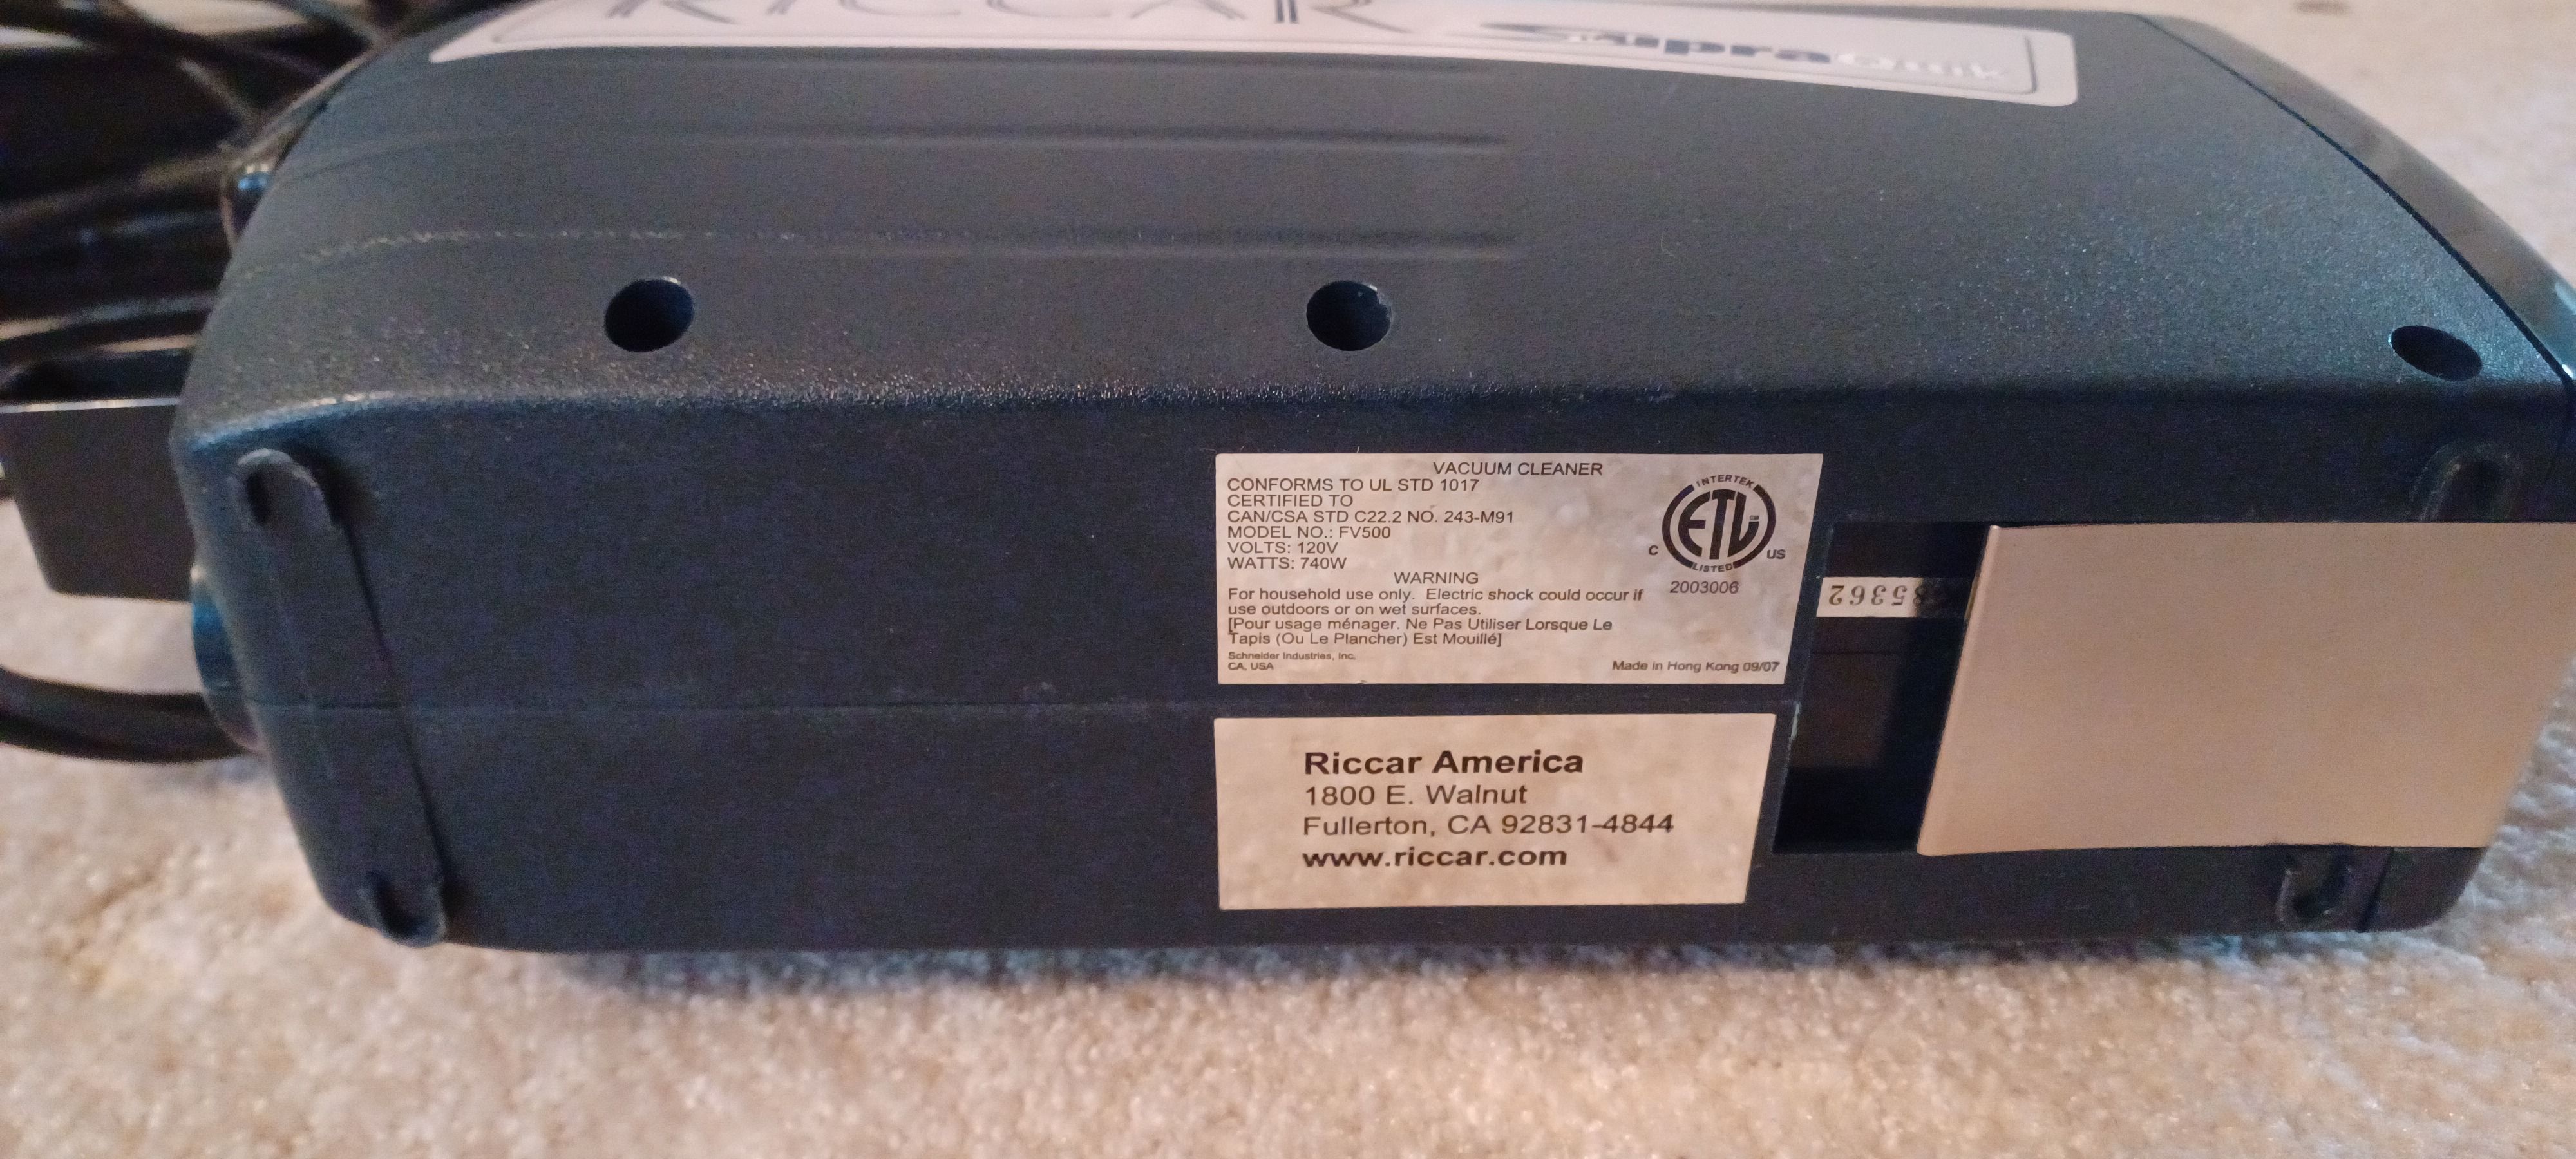 RICCAR
SupraQuik
VACUUM CLEANER
CONFORMS TO UL STD 1017
CERTIFIED TO
CAN/CSA STD C22.2 NO. 243-M91
MODEL NO.: FV500
VOLTS: 120V
WATTS: 740W
WARNING
For household use only. Electric shock could occur if
use outdoors or on wet surfaces.
[Pour usage ménager. Ne Pas Utiliser Lorsque Le
Tapis (Ou Le Plancher) Est Mouillé]
Schneider Industries, Inc.
CA, USA
Made in Hong Kong 09/07
INTERTEK
ETL CM
LISTED
C US
2003006
85362
Riccar America
1800 E. Walnut
Fullerton, CA 92831-4844
www.riccar.com